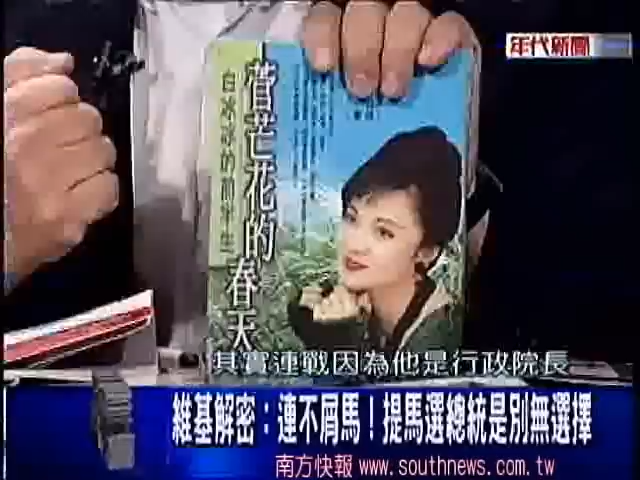 年代新聞
菅芒花的春天
白冰冰的前半生
其實連戰因為他是行政院長
維基解密：連不屑馬！提馬選總統是別無選擇
南方快報 www.southnews.com.tw